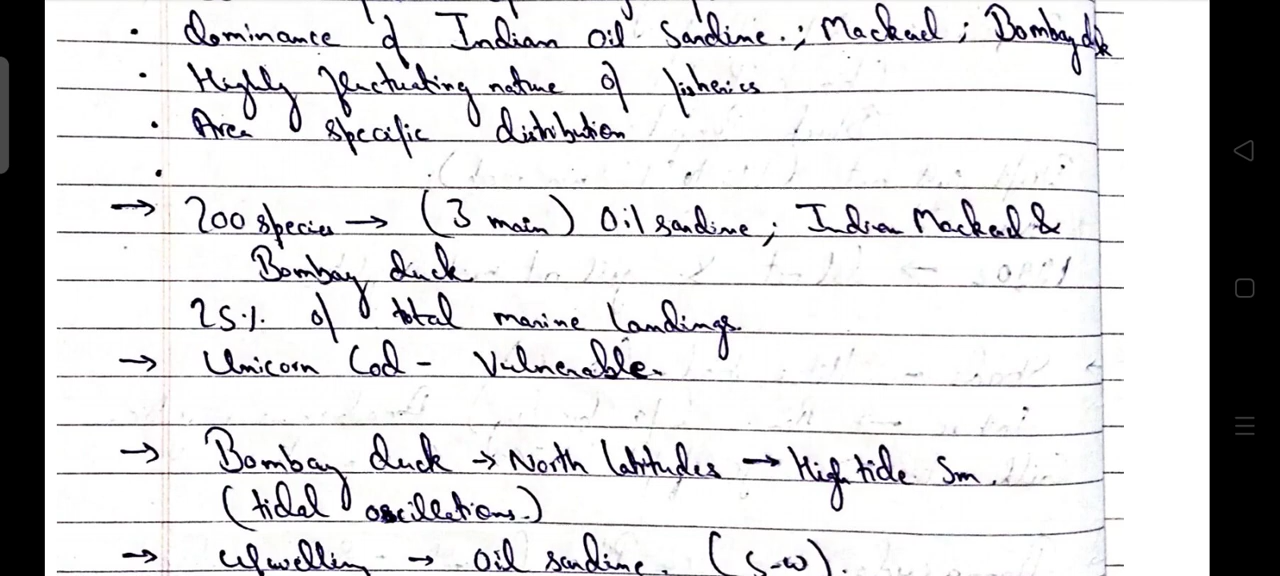 • dominance of Indian Oil Sardine.; Mackerel; Bombay duck
• Highly fluctuating nature of fisheries
• Area specific distribution
•
→ 200 species → (3 main) Oil sardine; Indian Mackerel &
Bombay duck
25% of total marine landings.
→ Unicorn Cod - Vulnerable.
→ Bombay duck → North latitudes → High tide 5m.
(tidal oscillations.)
→ Upwelling → Oil sardine. (S-W).